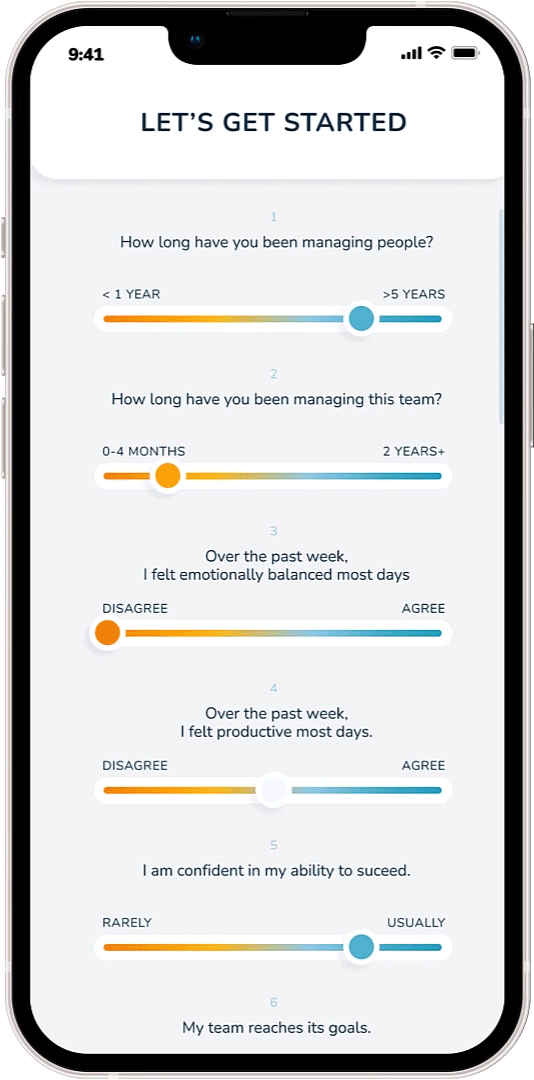 9:41
LET’S GET STARTED
1
How long have you been managing people?
< 1 YEAR >5 YEARS
2
How long have you been managing this team?
0-4 MONTHS 2 YEARS+
3
Over the past week,
I felt emotionally balanced most days
DISAGREE AGREE
4
Over the past week,
I felt productive most days.
DISAGREE AGREE
5
I am confident in my ability to suceed.
RARELY USUALLY
6
My team reaches its goals.